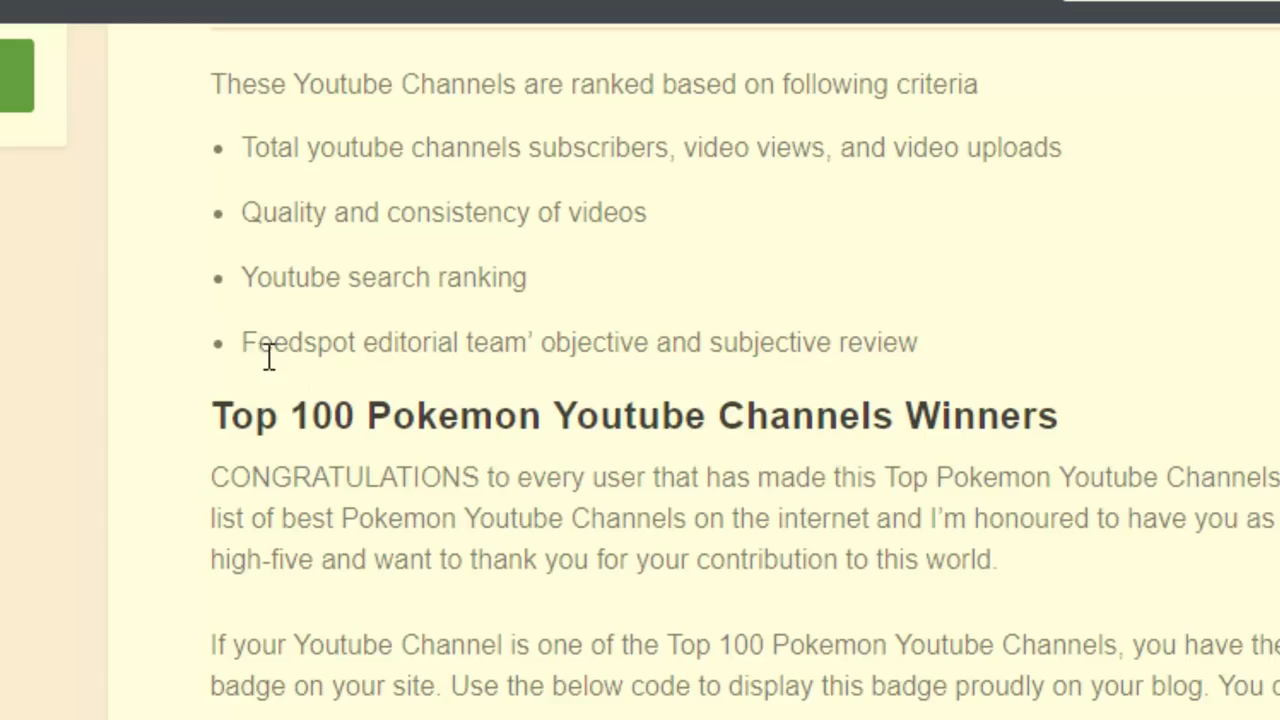 These Youtube Channels are ranked based on following criteria
• Total youtube channels subscribers, video views, and video uploads
• Quality and consistency of videos
• Youtube search ranking
• Feedspot editorial team’ objective and subjective review
Top 100 Pokemon Youtube Channels Winners
CONGRATULATIONS to every user that has made this Top Pokemon Youtube Channels
list of best Pokemon Youtube Channels on the internet and I’m honoured to have you as
high-five and want to thank you for your contribution to this world.
If your Youtube Channel is one of the Top 100 Pokemon Youtube Channels, you have the
badge on your site. Use the below code to display this badge proudly on your blog. You